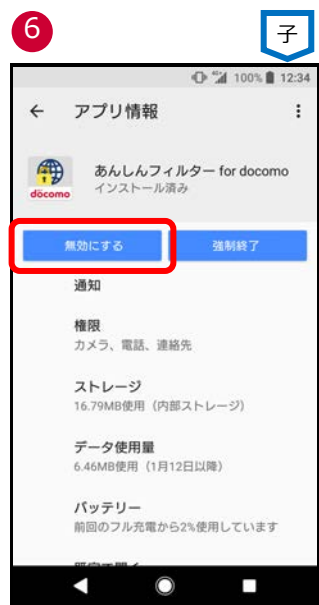 6
子
100% 12:34
アプリ情報
docomo
あんしんフィルター for docomo
インストール済み
無効にする
強制終了
通知
権限
カメラ、電話、連絡先
ストレージ
16.79MB使用（内部ストレージ）
データ使用量
6.46MB使用（1月12日以降）
バッテリー
前回のフル充電から2%使用しています